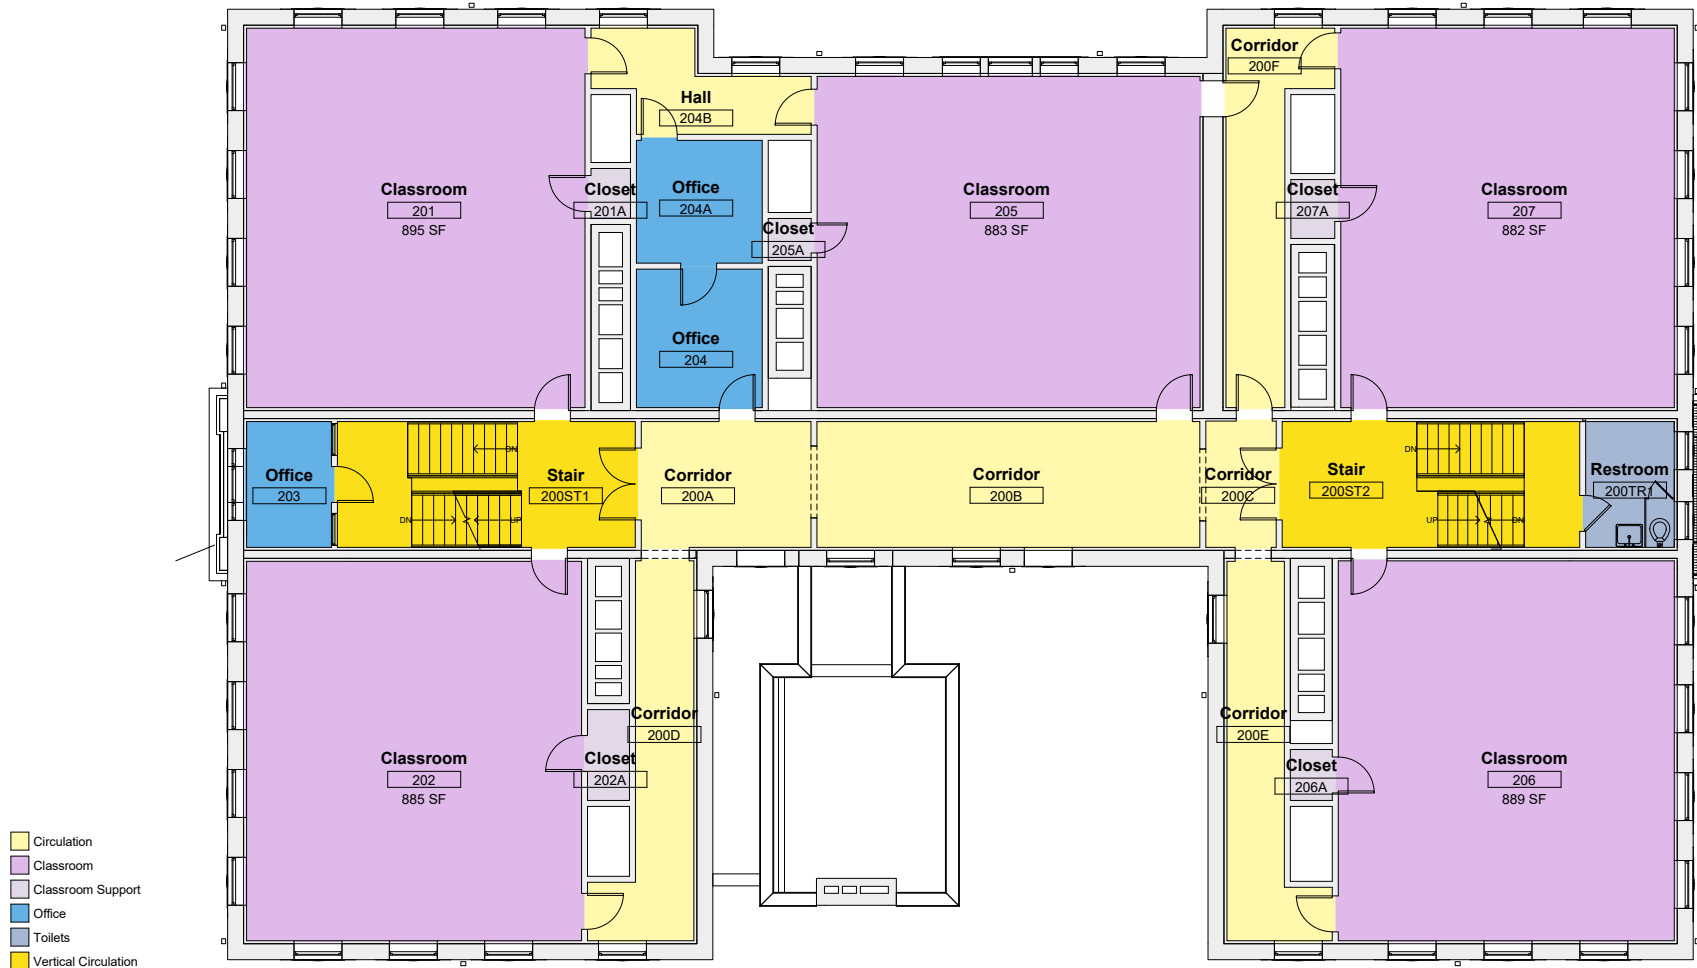 Corridor
200F
Hall
204B
Classroom
201
895 SF
Closet
201A
Office
204A
Closet
205A
Classroom
205
883 SF
Closet
207A
Classroom
207
882 SF
Office
204
Office
203
DN
DN
UP
Stair
200ST1
Corridor
200A
Corridor
200B
Corridor
200C
Stair
200ST2
DN
UP
DN
Restroom
200TR1
Classroom
202
885 SF
Closet
202A
Corridor
200D
Corridor
200E
Closet
206A
Classroom
206
889 SF
Circulation
Classroom
Classroom Support
Office
Toilets
Vertical Circulation